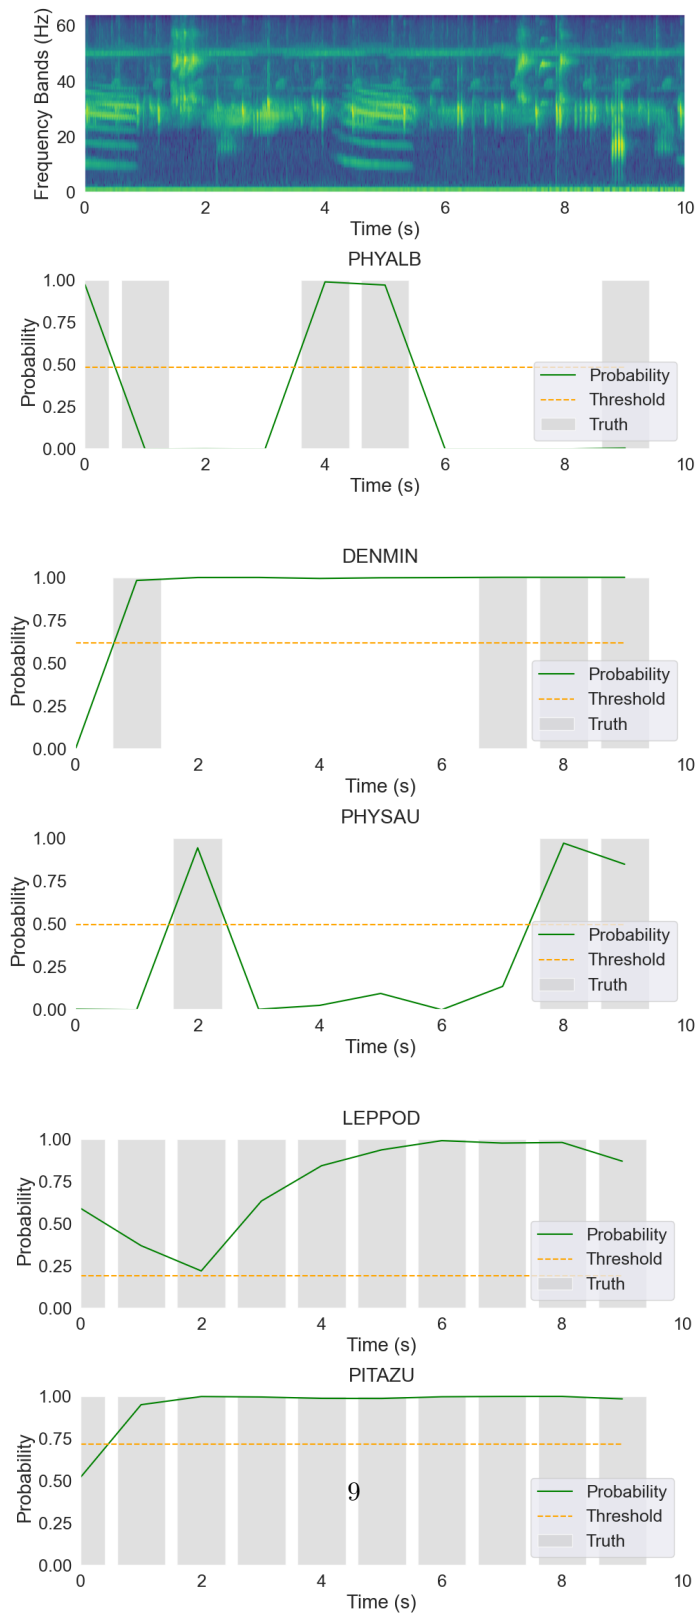 60
40
20
0
Frequency Bands (Hz)
0 2 4 6 8 10
Time (s)
PHYALB
1.00
0.75
0.50
0.25
0.00
Probability
Probability
Threshold
Truth
0 2 4 6 8 10
Time (s)
DENMIN
1.00
0.75
0.50
0.25
0.00
Probability
Probability
Threshold
Truth
0 2 4 6 8 10
Time (s)
PHYSAU
1.00
0.75
0.50
0.25
0.00
Probability
Probability
Threshold
Truth
0 2 4 6 8 10
Time (s)
LEPPOD
1.00
0.75
0.50
0.25
0.00
Probability
Probability
Threshold
Truth
0 2 4 6 8 10
Time (s)
PITAZU
1.00
0.75
0.50
0.25
0.00
Probability
9
Probability
Threshold
Truth
0 2 4 6 8 10
Time (s)